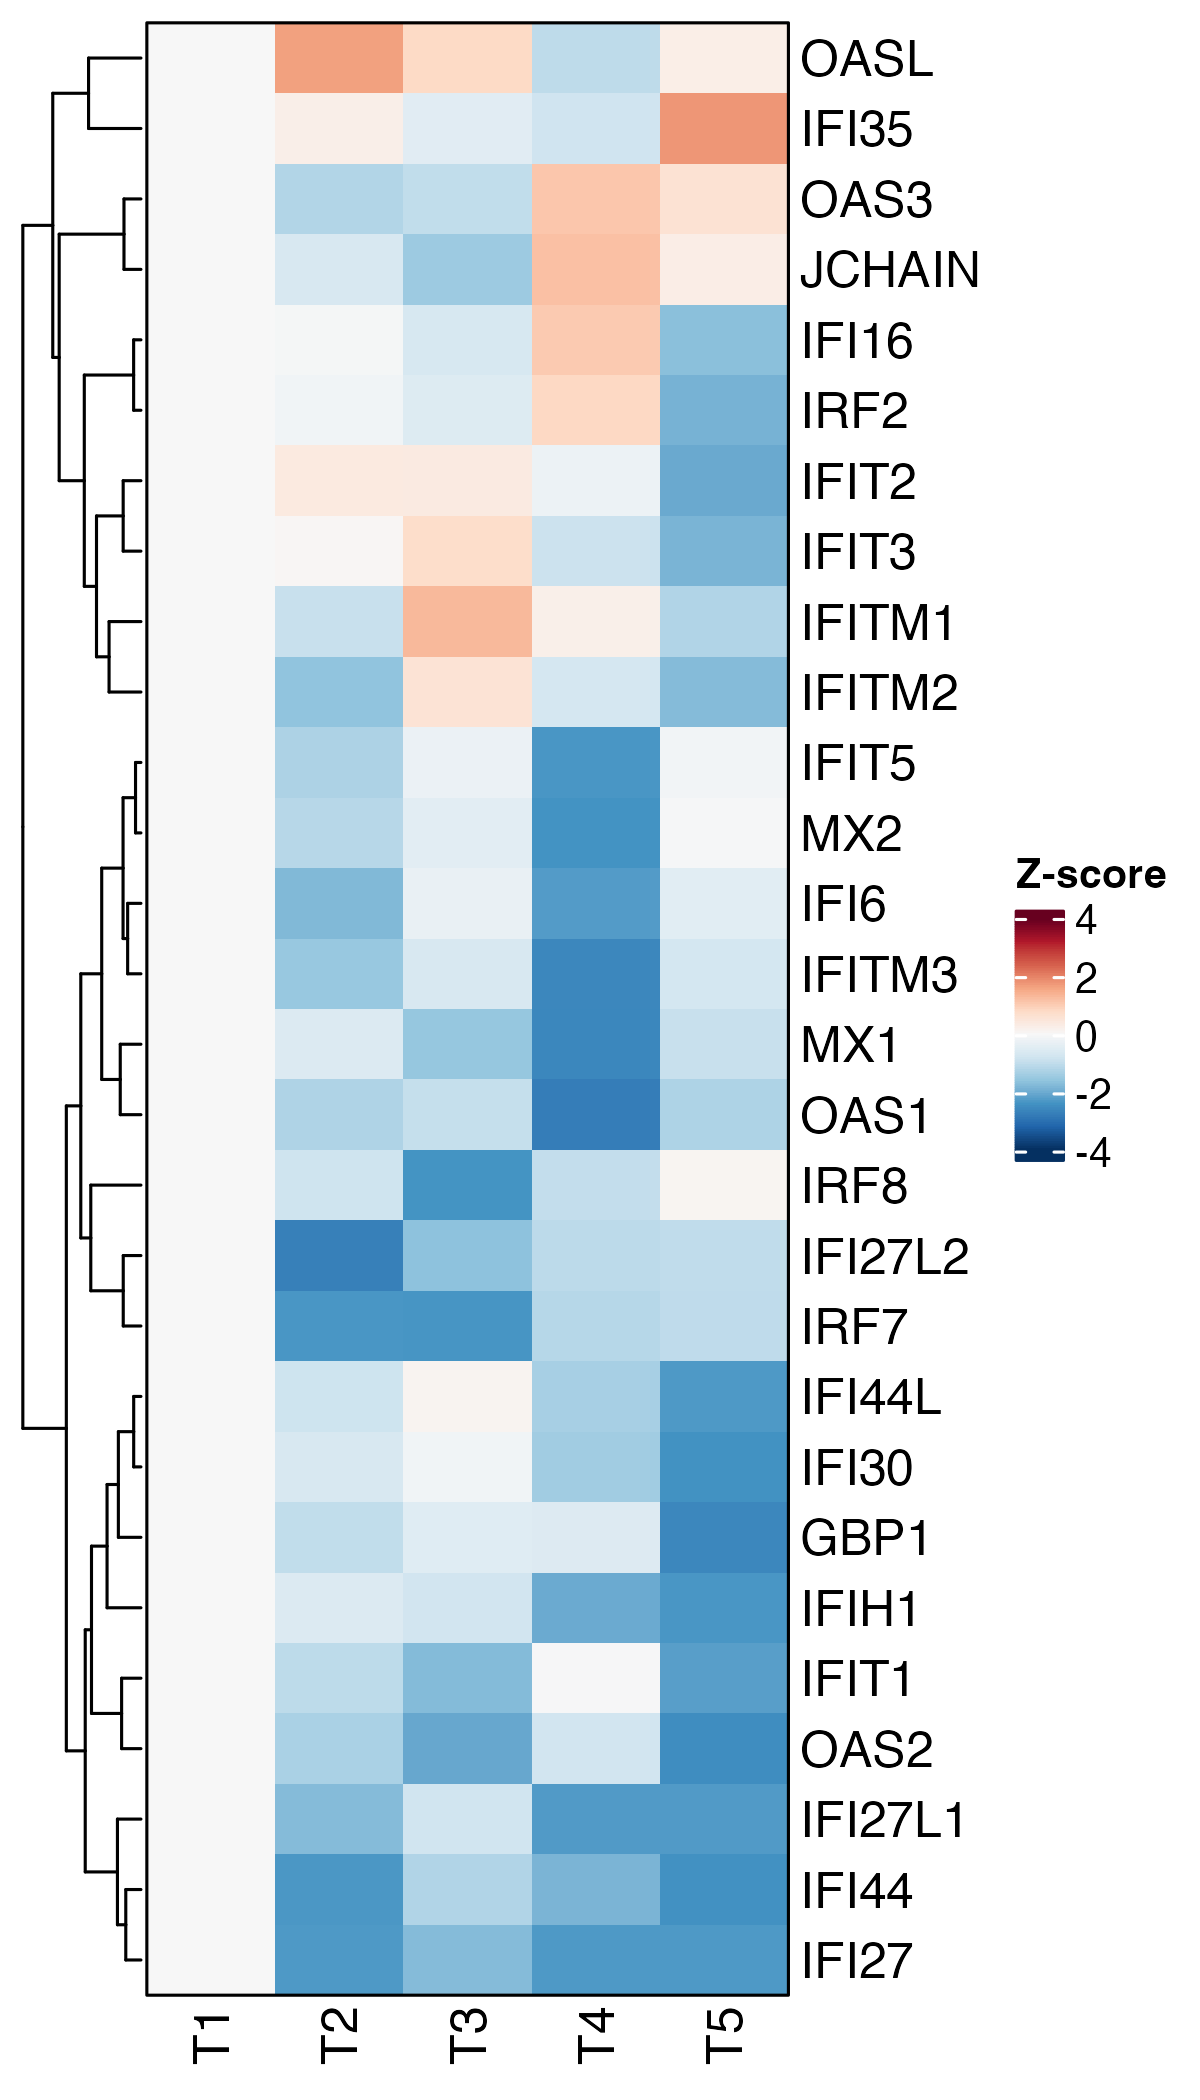 OASL
IFI35
OAS3
JCHAIN
IFI16
IRF2
IFIT2
IFIT3
IFITM1
IFITM2
IFIT5
MX2
IFI6
IFITM3
MX1
OAS1
IRF8
IFI27L2
IRF7
IFI44L
IFI30
GBP1
IFIH1
IFIT1
OAS2
IFI27L1
IFI44
IFI27
T1
T2
T3
T4
T5
Z-score
4
2
0
-2
-4